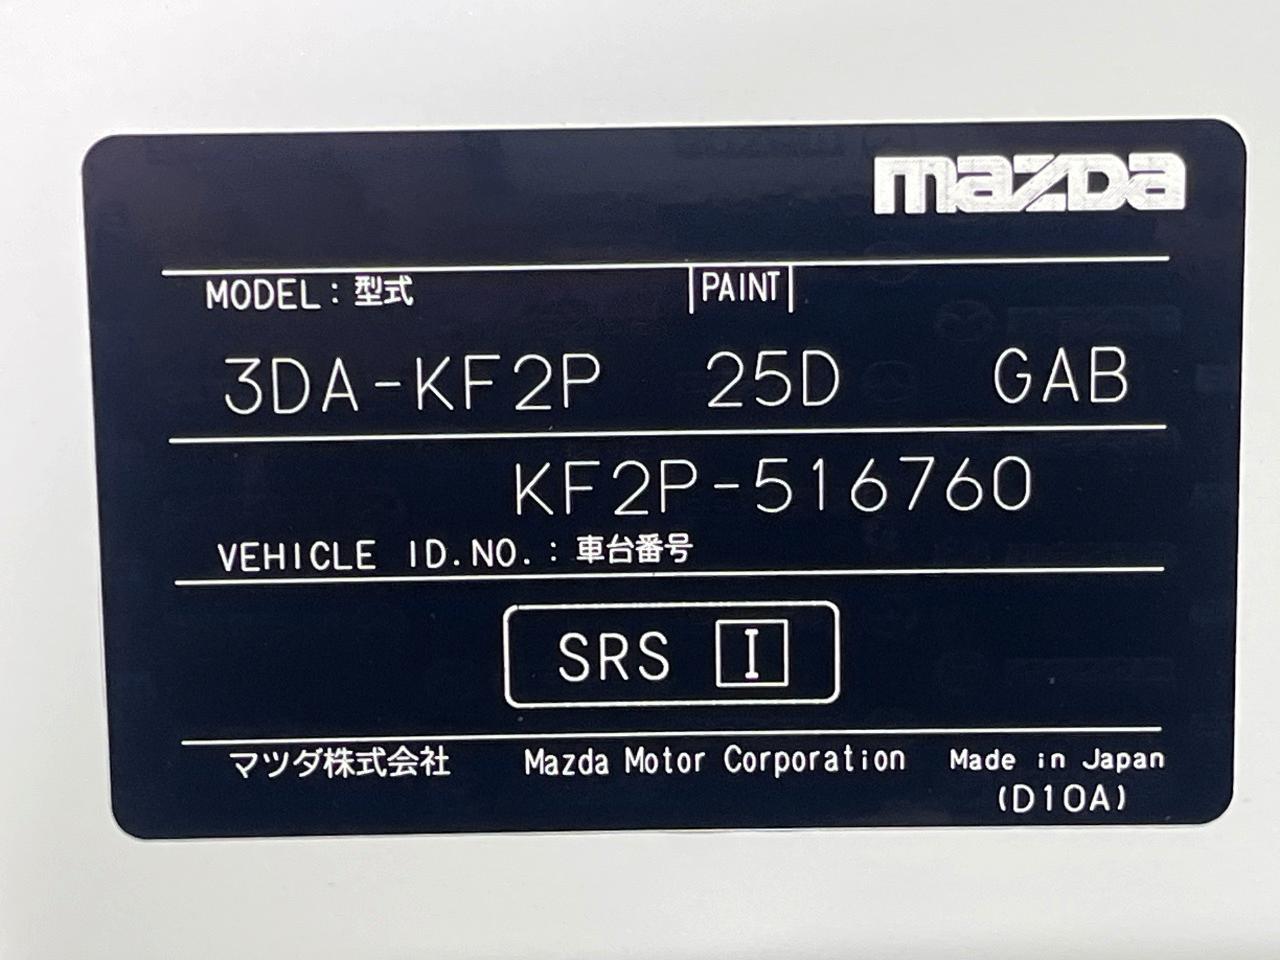 mazda
MODEL：型式 PAINT
3DA-KF2P 25D GAB
KF2P-516760
VEHICLE ID.NO.：車台番号
SRS I
マツダ株式会社 Mazda Motor Corporation Made in Japan
(D10A)